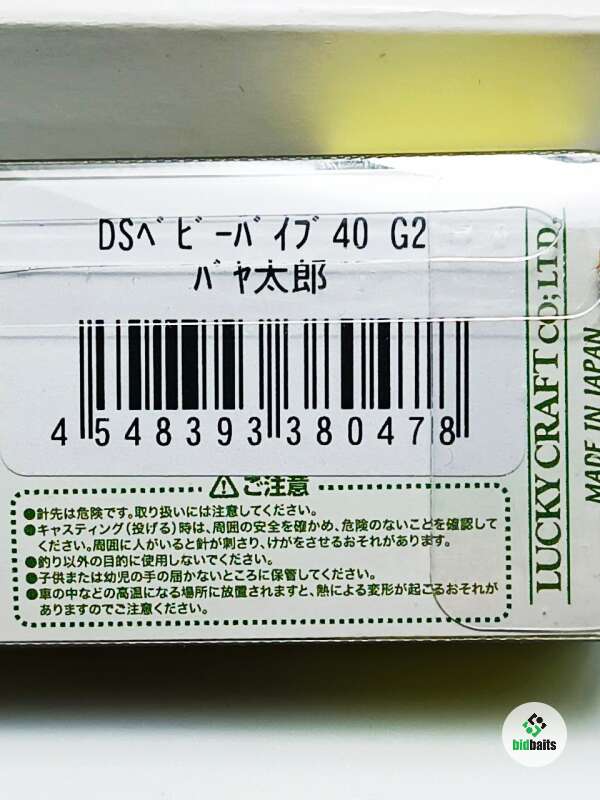 DSﾍﾞﾋﾞｰﾊﾞｲﾌﾞ40 G2
ﾊﾞﾔ太郎
4 548393 380478
ご注意
●針先は危険です。取り扱いには注意してください。
●キャスティング(投げる)時は、周囲の安全を確かめ、危険のないことを確認して
ください。周囲に人がいると針が刺さり、けがをさせるおそれがあります。
●釣り以外の目的に使用しないでください。
●子供または幼児の手の届かないところに保管してください。
●車の中などの高温になる場所に放置されますと、熱による変形が起こるおそれが
ありますのでご注意ください。
LUCKY CRAFT CO;LTD.
MADE IN JAPAN
bidbaits